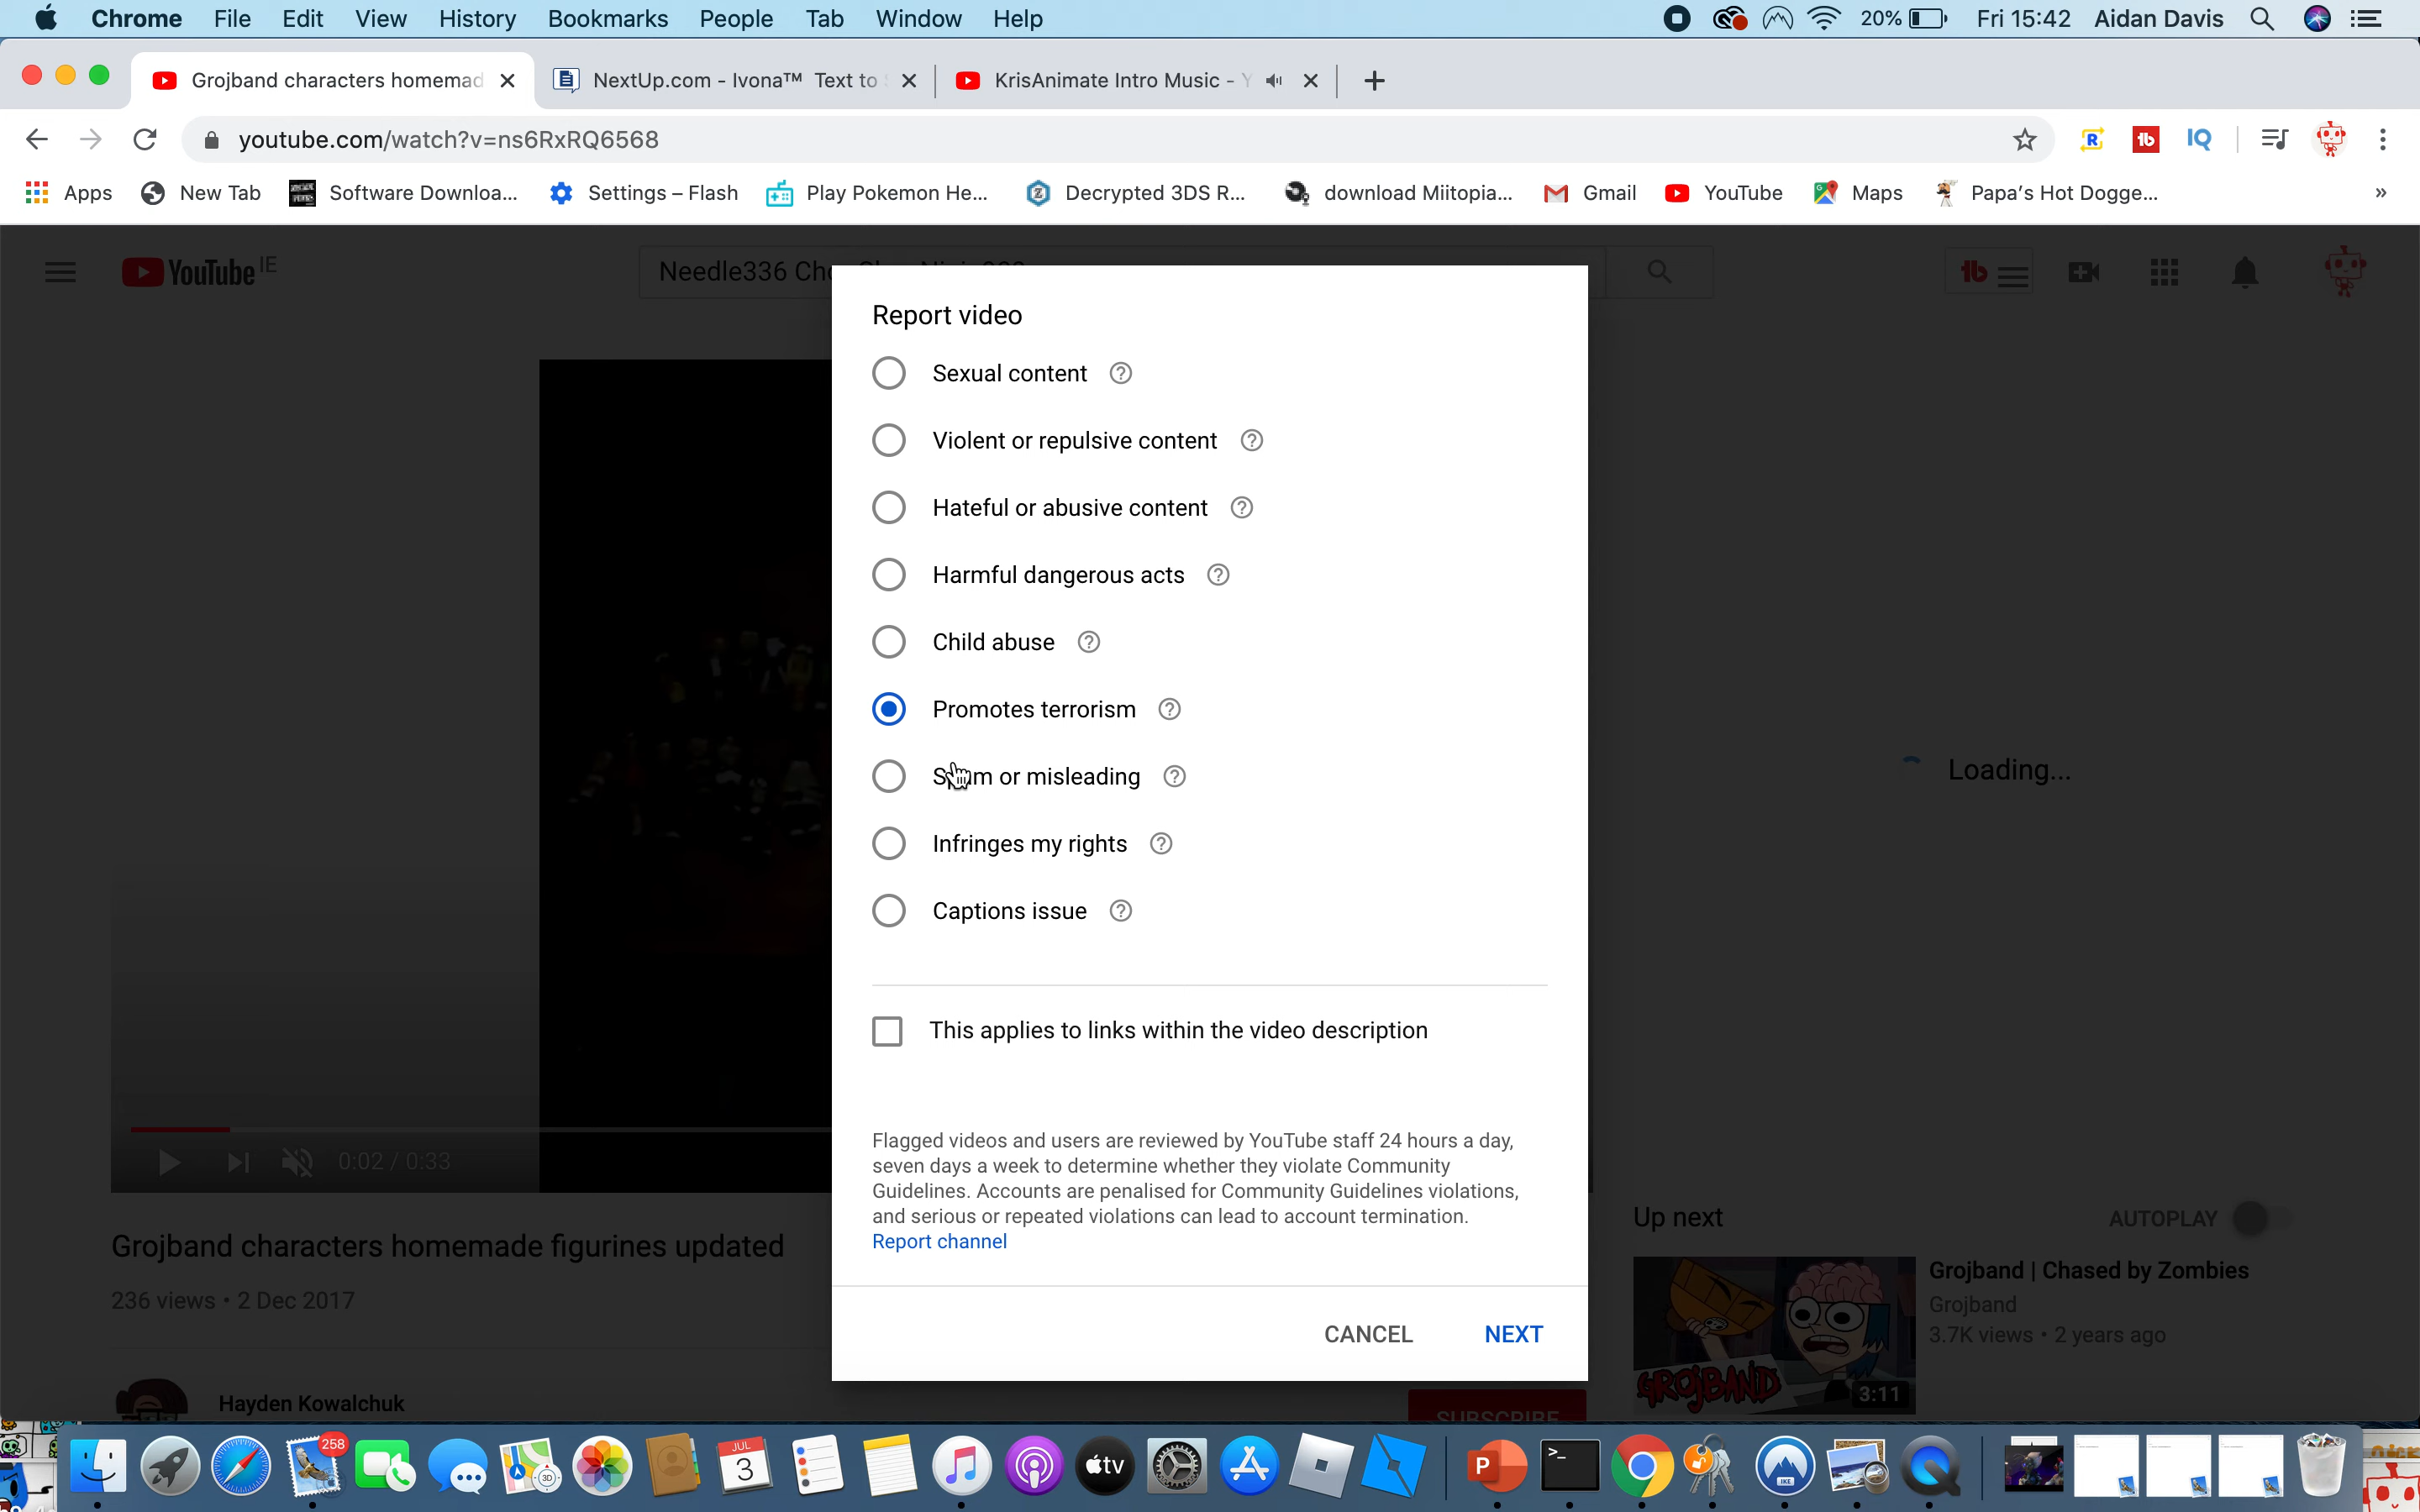 Chrome File Edit View History Bookmarks People Tab Window Help 20% Fri 15:42 Aidan Davis
Grojband characters homemad NextUp.com - Ivona™ Text to KrisAnimate Intro Music - Y
youtube.com/watch?v=ns6RxRQ6568
Apps New Tab Software Downloa... Settings – Flash Play Pokemon He... Decrypted 3DS R... download Miitopia... Gmail YouTube Maps Papa's Hot Dogge... »
YouTube IE
Needle336
Report video
Sexual content
Violent or repulsive content
Hateful or abusive content
Harmful dangerous acts
Child abuse
Promotes terrorism
or misleading
Loading...
Infringes my rights
Captions issue
This applies to links within the video description
Flagged videos and users are reviewed by YouTube staff 24 hours a day,
seven days a week to determine whether they violate Community
Guidelines. Accounts are penalised for Community Guidelines violations,
and serious or repeated violations can lead to account termination.
Report channel
CANCEL NEXT
0:02 / 0:33
Grojband characters homemade figurines updated
236 views • 2 Dec 2017
Hayden Kowalchuk
SUBSCRIBE
Up next AUTOPLAY
Grojband | Chased by Zombies
Grojband
3.7K views • 2 years ago
GROJBAND
3:11
258
JUL
3
3D
tv
P
>_
IKE